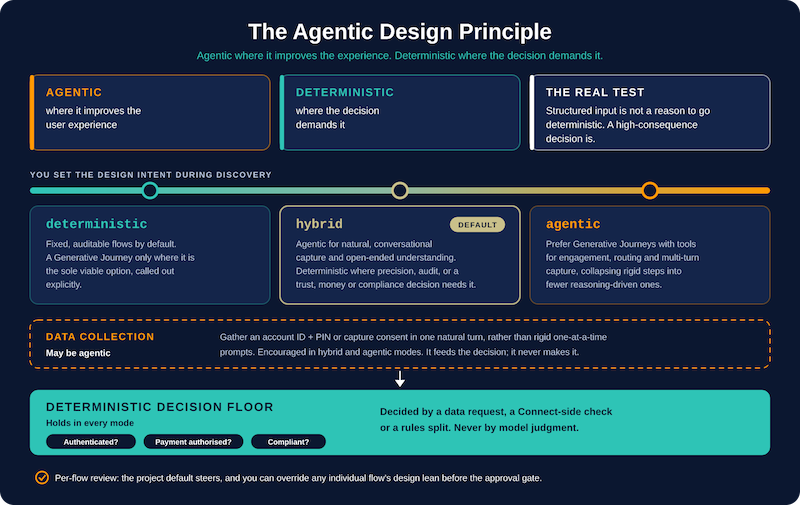 The Agentic Design Principle
Agentic where it improves the experience. Deterministic where the decision demands it.
AGENTIC
where it improves the
user experience
DETERMINISTIC
where the decision
demands it
THE REAL TEST
Structured input is not a reason to go
deterministic. A high-consequence
decision is.
YOU SET THE DESIGN INTENT DURING DISCOVERY
deterministic
Fixed, auditable flows by default.
A Generative Journey only where it is
the sole viable option, called out
explicitly.
hybrid
DEFAULT
Agentic for natural, conversational
capture and open-ended understanding.
Deterministic where precision, audit, or a
trust, money or compliance decision needs it.
agentic
Prefer Generative Journeys with tools
for engagement, routing and multi-turn
capture, collapsing rigid steps into
fewer reasoning-driven ones.
DATA COLLECTION
May be agentic
Gather an account ID + PIN or capture consent in one natural turn, rather than rigid one-at-a-time
prompts. Encouraged in hybrid and agentic modes. It feeds the decision; it never makes it.
DETERMINISTIC DECISION FLOOR
Holds in every mode
Authenticated?
Payment authorised?
Compliant?
Decided by a data request, a Connect-side check
or a rules split. Never by model judgment.
Per-flow review: the project default steers, and you can override any individual flow's design lean before the approval gate.